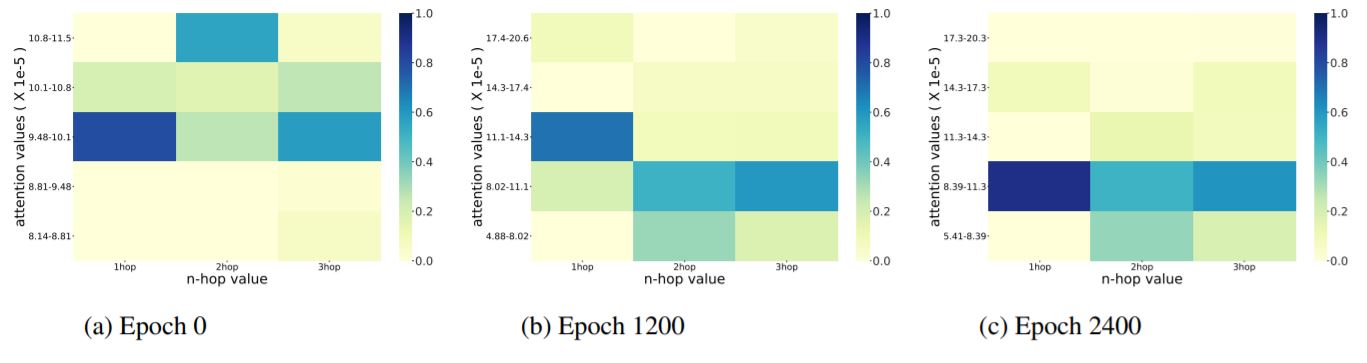 attention values ( X 1e-5 )
10.8-11.5
10.1-10.8
9.48-10.1
8.81-9.48
8.14-8.81
1hop 2hop 3hop
n-hop value
1.0
0.8
0.6
0.4
0.2
0.0
(a) Epoch 0
attention values ( X 1e-5 )
17.4-20.6
14.3-17.4
11.1-14.3
8.02-11.1
4.88-8.02
1hop 2hop 3hop
n-hop value
1.0
0.8
0.6
0.4
0.2
0.0
(b) Epoch 1200
attention values ( X 1e-5 )
17.3-20.3
14.3-17.3
11.3-14.3
8.39-11.3
5.41-8.39
1hop 2hop 3hop
n-hop value
1.0
0.8
0.6
0.4
0.2
0.0
(c) Epoch 2400